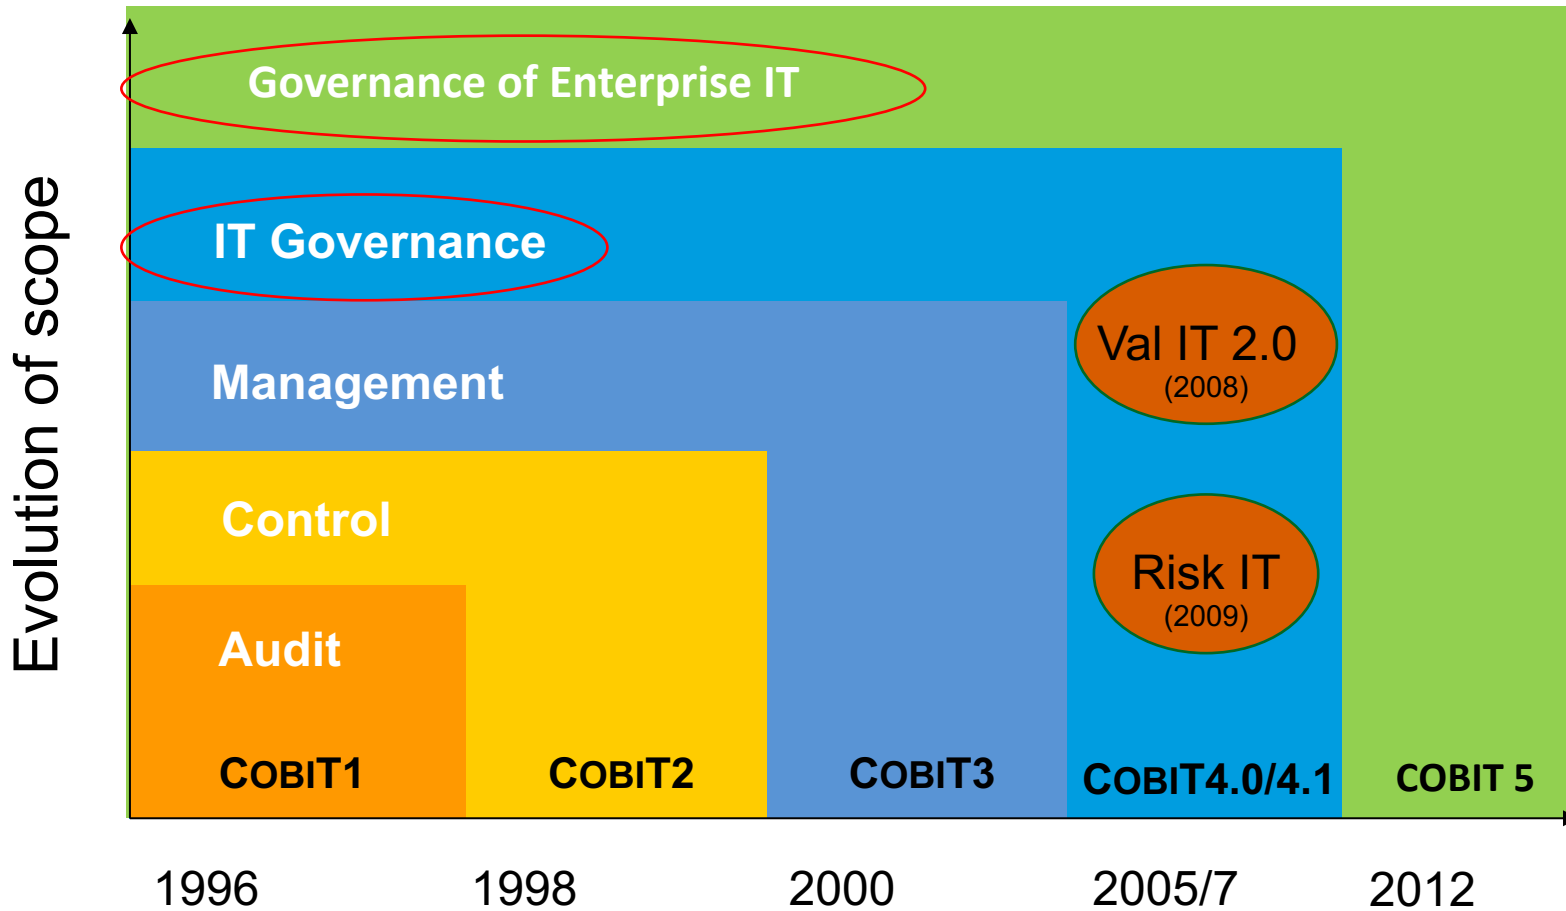 Evolution of scope
Governance of Enterprise IT
IT Governance
Management
Control
Audit
Val IT 2.0
(2008)
Risk IT
(2009)
COBIT1
COBIT2
COBIT3
COBIT4.0/4.1
COBIT 5
1996
1998
2000
2005/7
2012